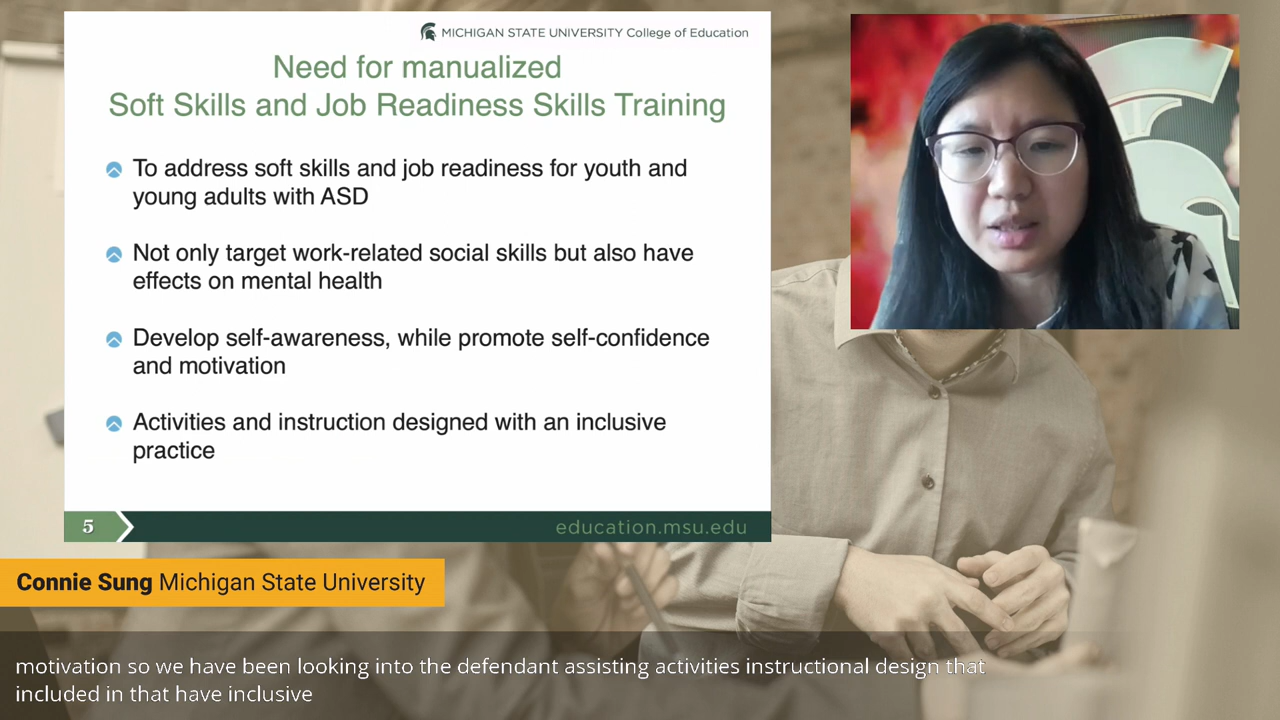 MICHIGAN STATE UNIVERSITY College of Education
Need for manualized
Soft Skills and Job Readiness Skills Training
To address soft skills and job readiness for youth and
young adults with ASD
Not only target work-related social skills but also have
effects on mental health
Develop self-awareness, while promote self-confidence
and motivation
Activities and instruction designed with an inclusive
practice
5
education.msu.edu
Connie Sung Michigan State University
motivation so we have been looking into the defendant assisting activities instructional design that
included in that have inclusive